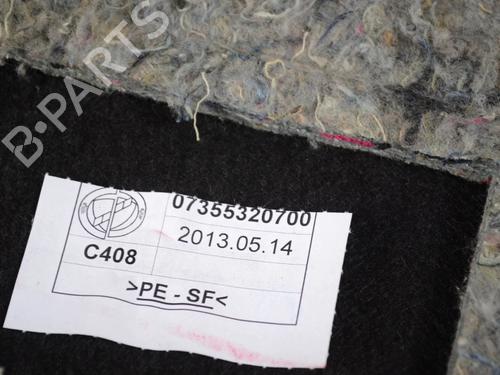 B-PARTS
07355320700
2013.05.14
C408
>PE - SF<